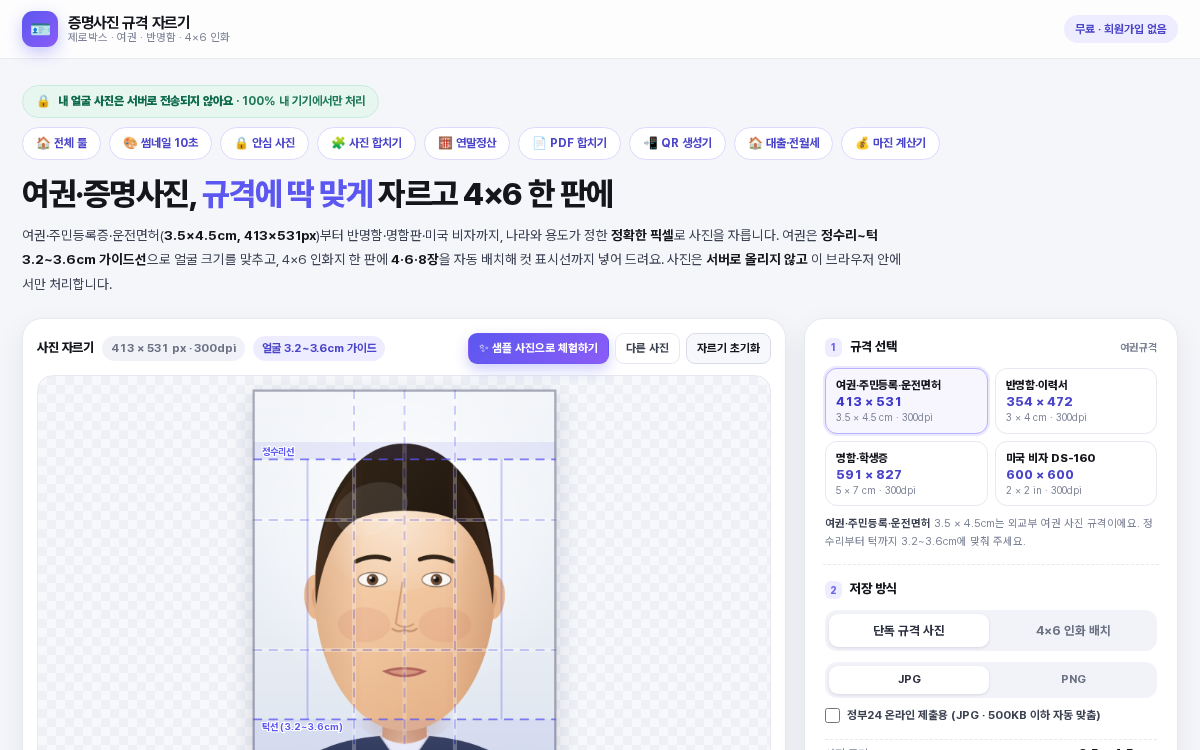 증명사진 규격 자르기
제로박스 · 여권 · 반명함 · 4×6 인화
무료 · 회원가입 없음
내 얼굴 사진은 서버로 전송되지 않아요 · 100% 내 기기에서만 처리
전체 툴
썸네일 10초
안심 사진
사진 합치기
연말정산
PDF 합치기
QR 생성기
대출·전월세
마진 계산기
여권·증명사진, 규격에 딱 맞게 자르고 4×6 한 판에
여권·주민등록증·운전면허(3.5×4.5cm, 413×531px)부터 반명함·명함판·미국 비자까지, 나라와 용도가 정한 정확한 픽셀로 사진을 자릅니다. 여권은 정수리~턱
3.2~3.6cm 가이드선으로 얼굴 크기를 맞추고, 4×6 인화지 한 판에 4·6·8장을 자동 배치해 컷 표시선까지 넣어 드려요. 사진은 서버로 올리지 않고 이 브라우저 안에
서만 처리합니다.
사진 자르기
413 × 531 px · 300dpi
얼굴 3.2~3.6cm 가이드
샘플 사진으로 체험하기
다른 사진
자르기 초기화
정수리선
턱선 (3.2~3.6cm)
1 규격 선택
여권규격
여권·주민등록·운전면허
413 × 531
3.5 × 4.5 cm · 300dpi
반명함·이력서
354 × 472
3 × 4 cm · 300dpi
명함·학생증
591 × 827
5 × 7 cm · 300dpi
미국 비자 DS-160
600 × 600
2 × 2 in · 300dpi
여권·주민등록·운전면허 3.5 × 4.5cm는 외교부 여권 사진 규격이에요. 정
수리부터 턱까지 3.2~3.6cm에 맞춰 주세요.
2 저장 방식
단독 규격 사진
4×6 인화 배치
JPG
PNG
정부24 온라인 제출용 (JPG · 500KB 이하 자동 맞춤)